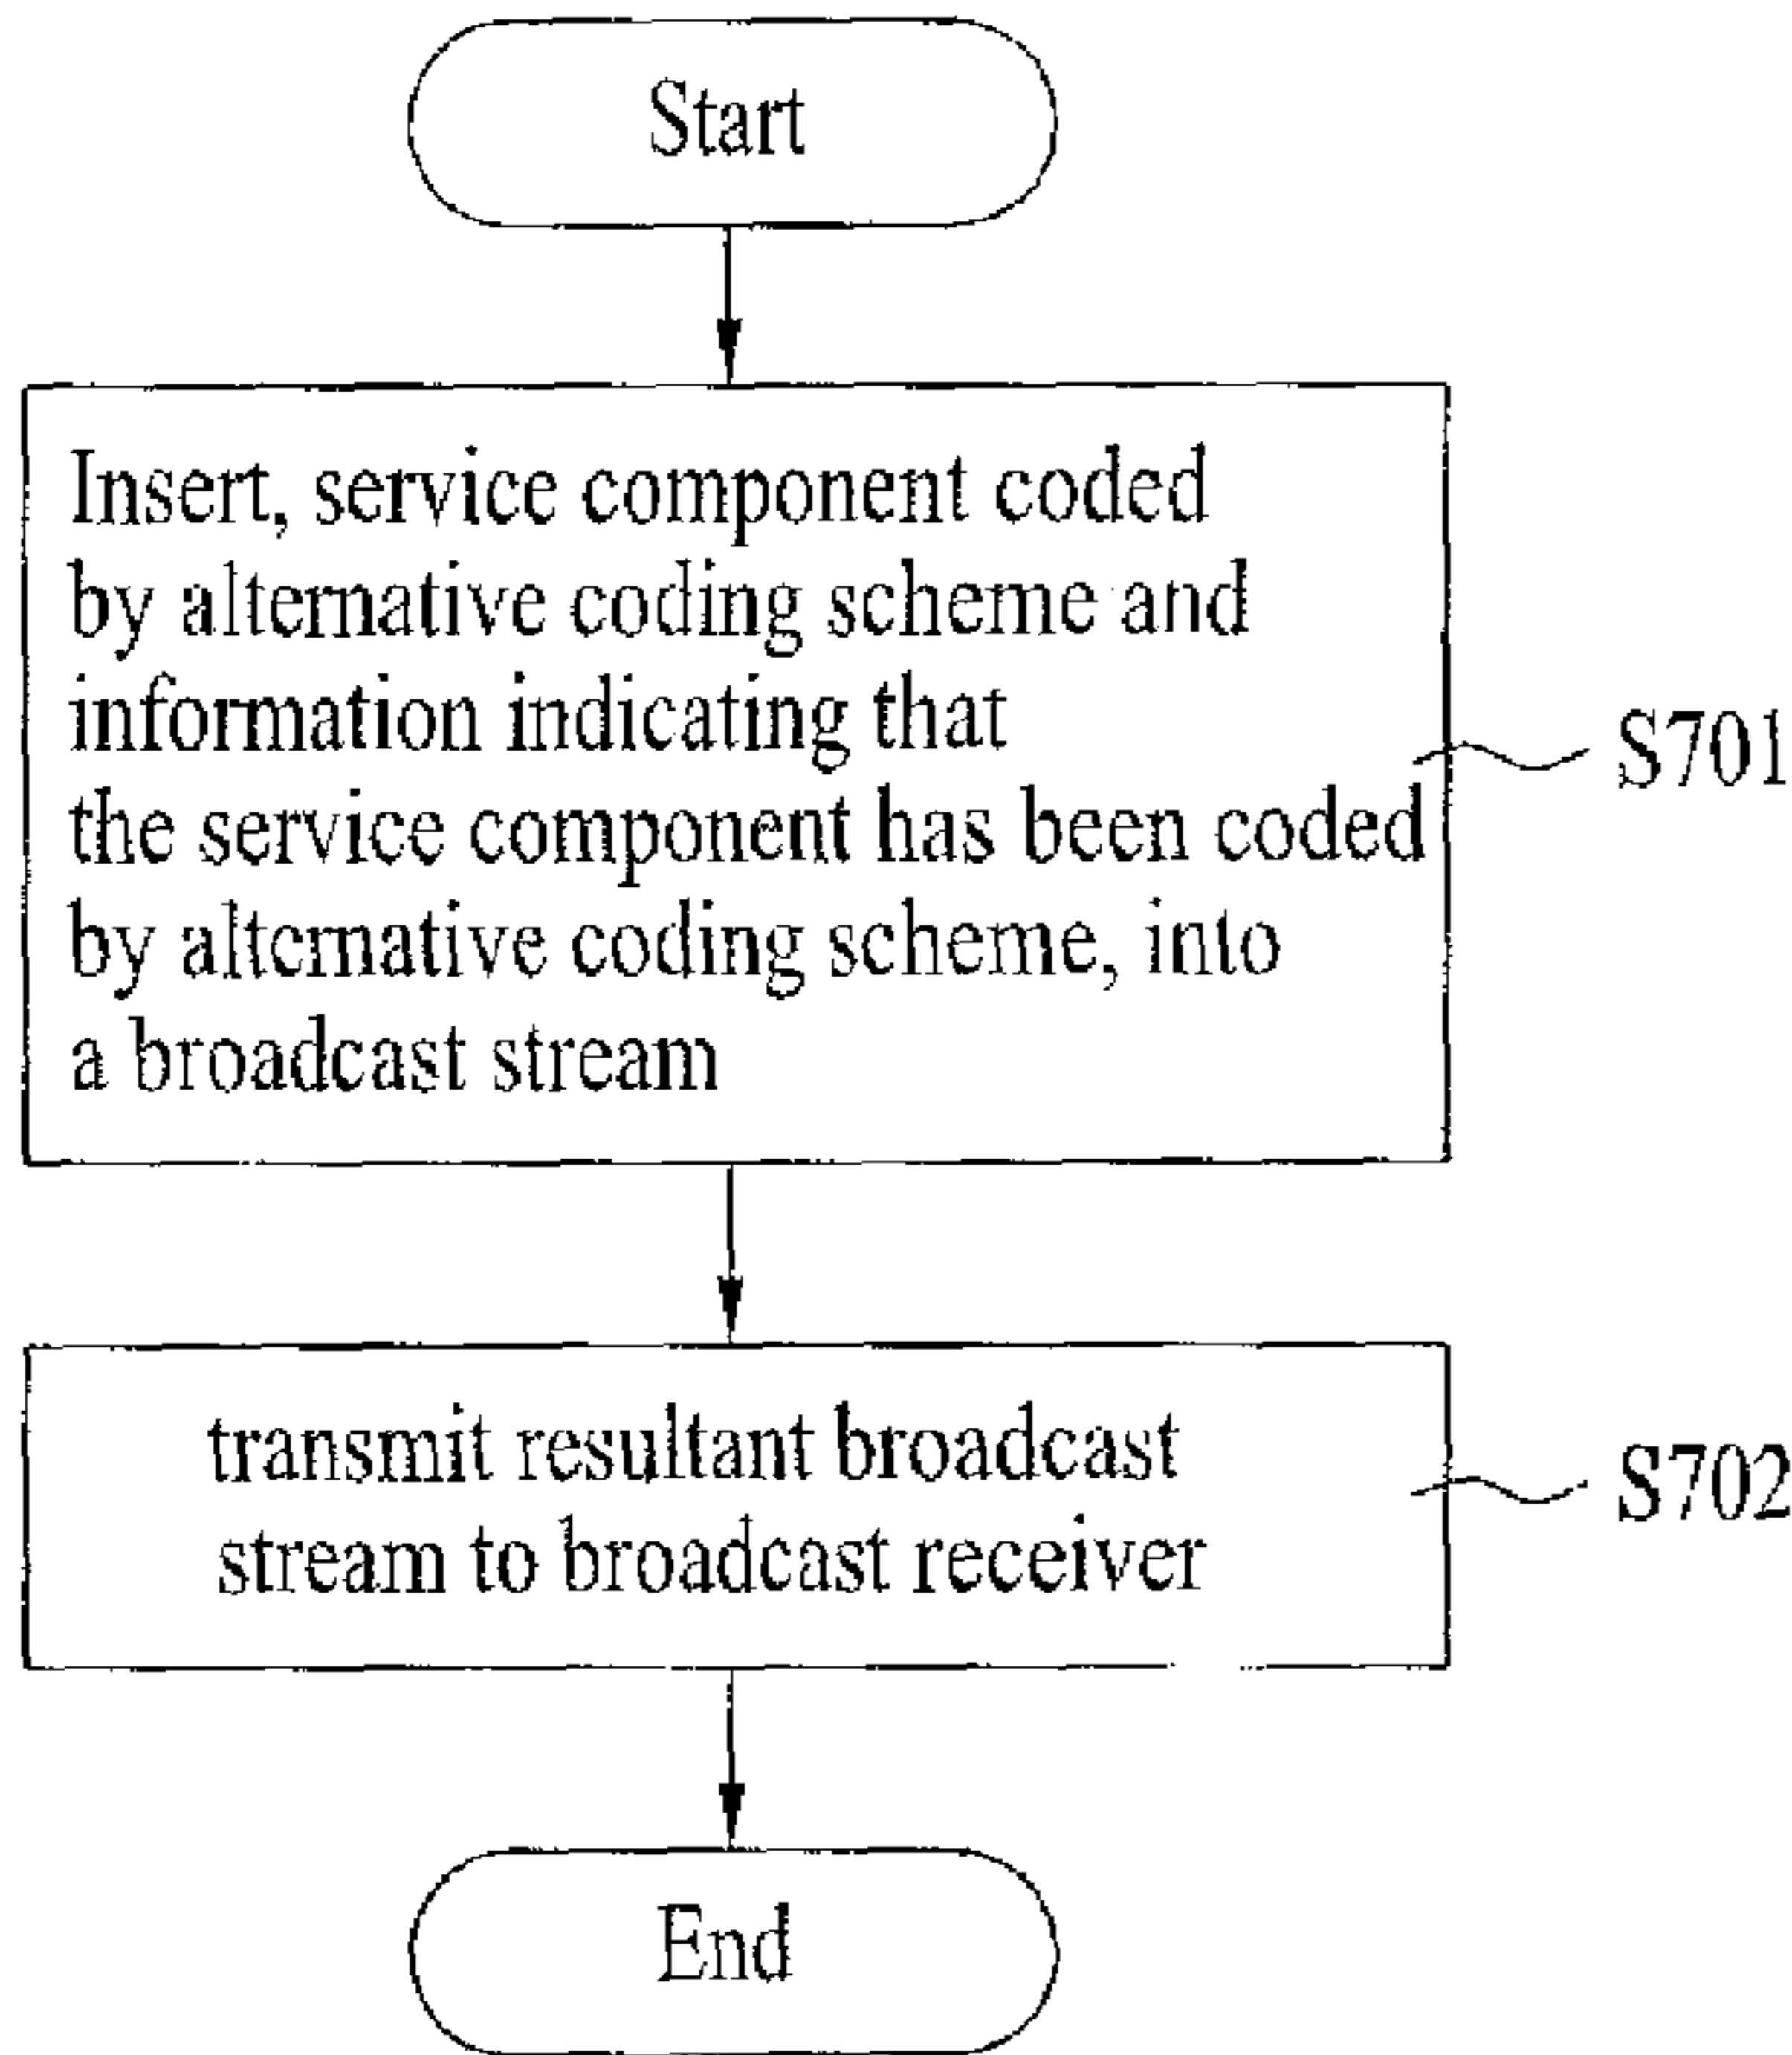 Start
Insert, service component coded
by alternative coding scheme and
information indicating that
the service component has been coded
by alternative coding scheme, into
a broadcast stream
S701
transmit resultant broadcast
stream to broadcast receiver
S702
End